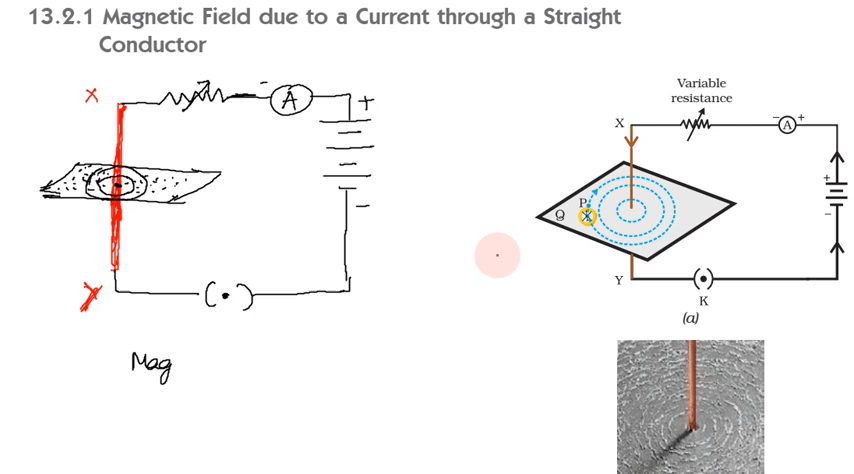 13.2.1 Magnetic Field due to a Current through a Straight
Conductor
X
A
-
+
-
Y
Mag
Variable
resistance
X
- A +
+
-
P
Q
Y
K
(a)